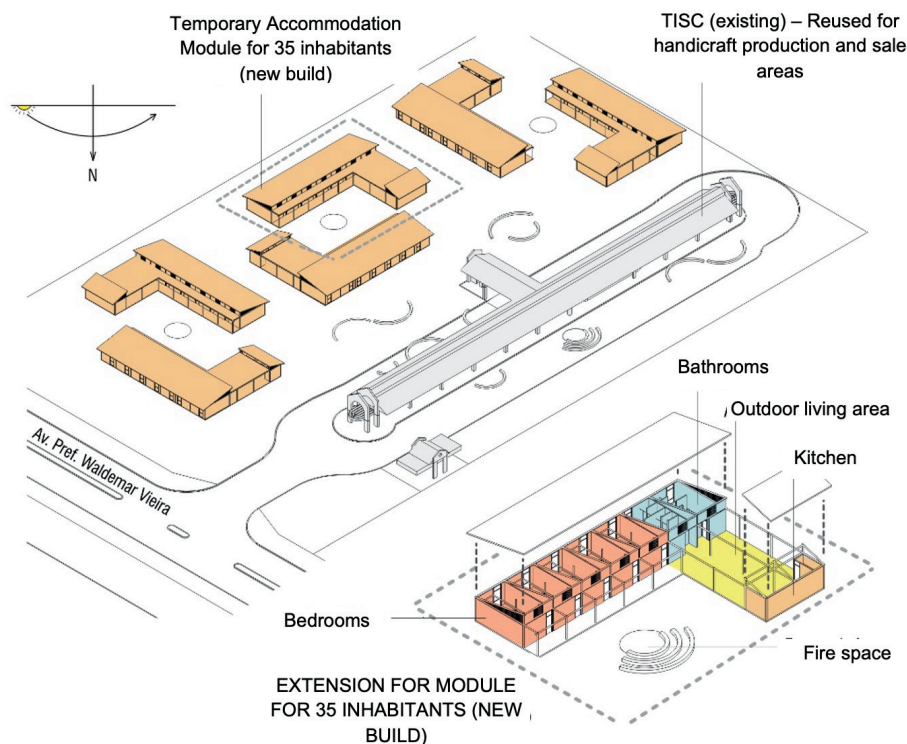 Temporary Accommodation
Module for 35 inhabitants
(new build)
TISC (existing) – Reused for
handicraft production and sale
areas
N
Av. Pref. Waldemar Vieira
Bathrooms
Outdoor living area
Kitchen
Bedrooms
Fire space
EXTENSION FOR MODULE
FOR 35 INHABITANTS (NEW
BUILD)